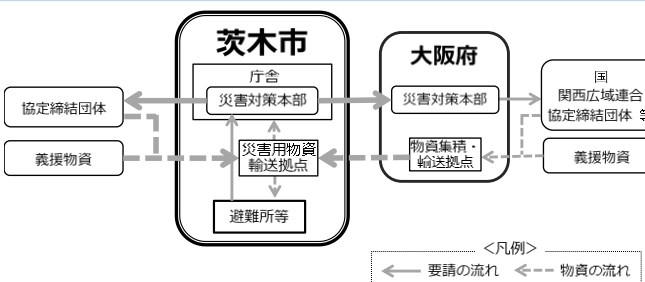 茨木市
庁舎
災害対策本部
災害用物資
輸送拠点
避難所等
協定締結団体
義援物資
大阪府
災害対策本部
物資集積・
輸送拠点
国
関西広域連合
協定締結団体 等
義援物資
<凡例>
要請の流れ
物資の流れ